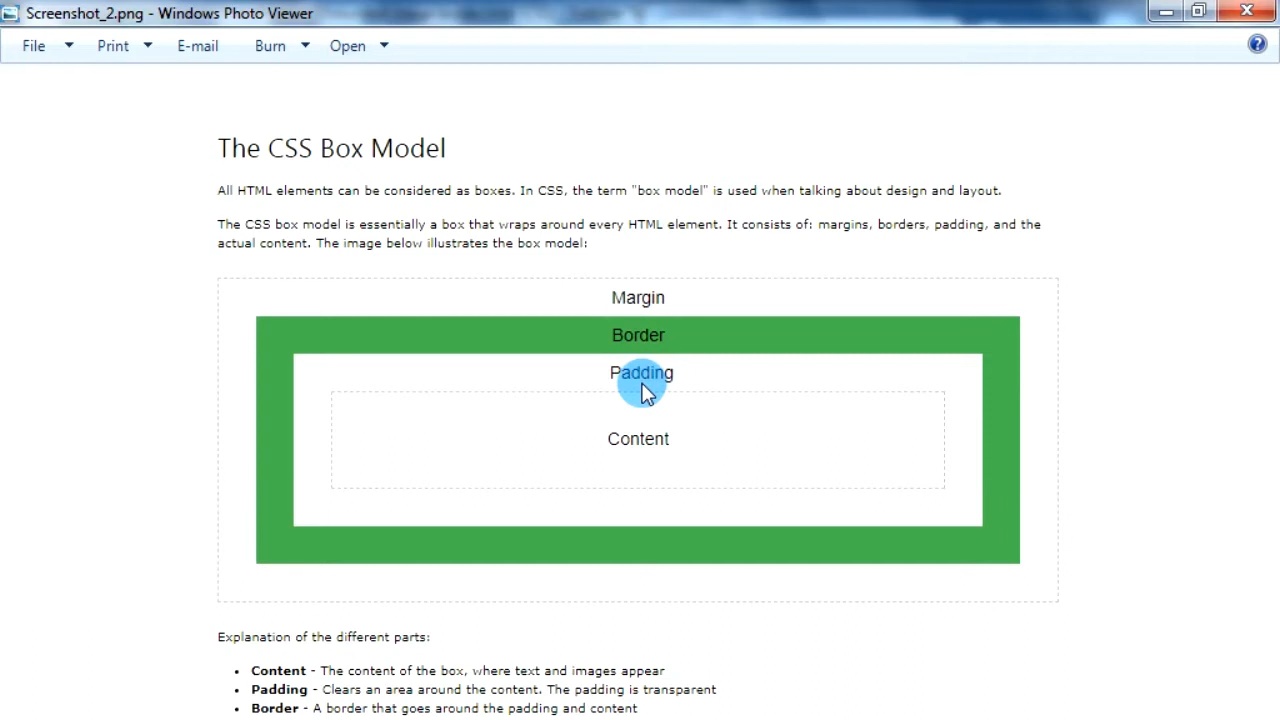 Screenshot_2.png - Windows Photo Viewer
File Print E-mail Burn Open
The CSS Box Model
All HTML elements can be considered as boxes. In CSS, the term "box model" is used when talking about design and layout.
The CSS box model is essentially a box that wraps around every HTML element. It consists of: margins, borders, padding, and the
actual content. The image below illustrates the box model:
Margin
Border
Padding
Content
Explanation of the different parts:
• Content - The content of the box, where text and images appear
• Padding - Clears an area around the content. The padding is transparent
• Border - A border that goes around the padding and content